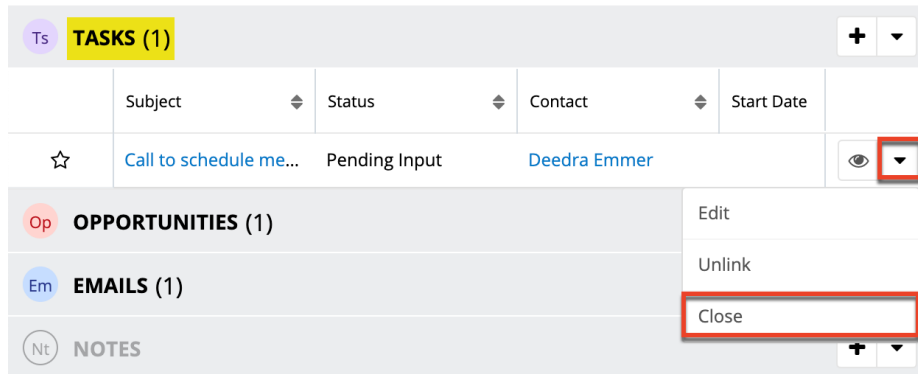 Ts TASKS (1)
Subject Status Contact Start Date
Call to schedule me... Pending Input Deedra Emmer
Edit
Op OPPORTUNITIES (1)
Unlink
Em EMAILS (1)
Close
Nt NOTES